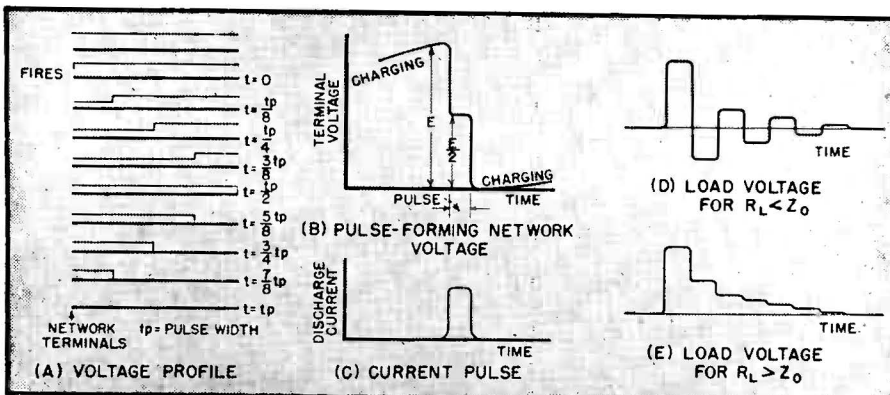 FIRES
t = 0
t = tp/8
t = tp/4
t = 3/8 tp
t = 1/2 tp
t = 5/8 tp
t = 3/4 tp
t = 7/8 tp
t = tp
NETWORK TERMINALS
tp = PULSE WIDTH
(A) VOLTAGE PROFILE
TERMINAL VOLTAGE
CHARGING
E
E/2
CHARGING
PULSE
TIME
(B) PULSE-FORMING NETWORK
VOLTAGE
DISCHARGE CURRENT
TIME
(C) CURRENT PULSE
TIME
(D) LOAD VOLTAGE
FOR RL < Z0
TIME
(E) LOAD VOLTAGE
FOR RL > Z0